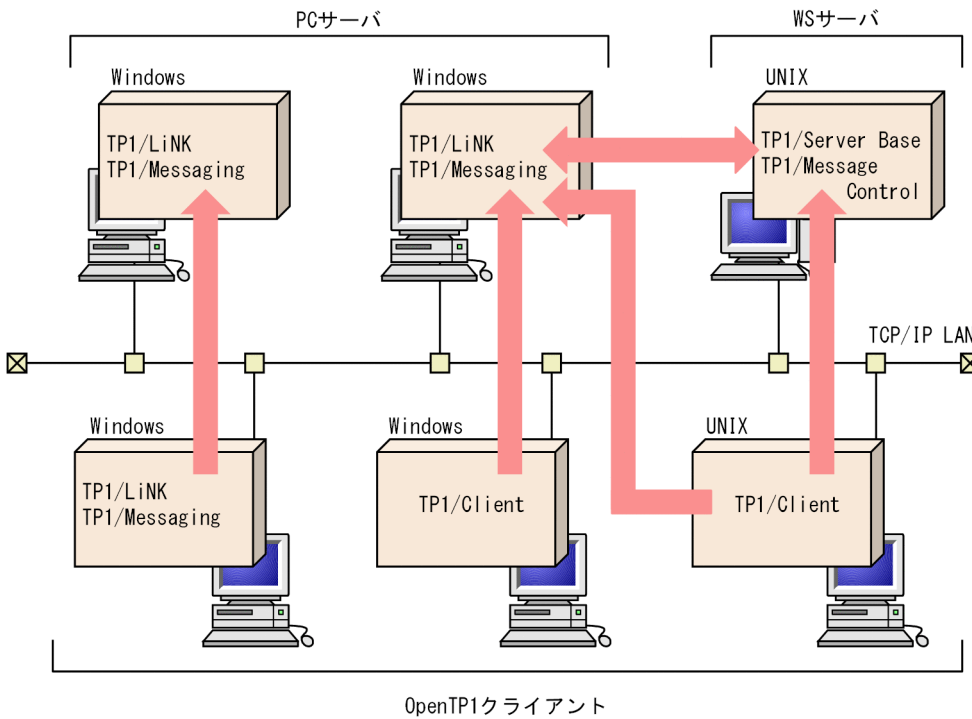 PCサーバ
WSサーバ
Windows
Windows
UNIX
TP1/LiNK
TP1/Messaging
TP1/LiNK
TP1/Messaging
TP1/Server Base
TP1/Message
Control
TCP/IP LAN
Windows
Windows
UNIX
TP1/LiNK
TP1/Messaging
TP1/Client
TP1/Client
OpenTP1クライアント